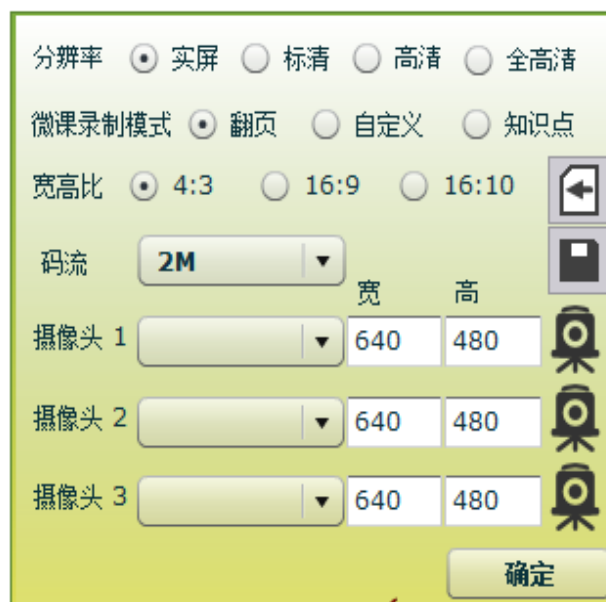 分辨率 实屏 标清 高清 全高清
微课录制模式 翻页 自定义 知识点
宽高比 4:3 16:9 16:10
码流 2M
宽 高
摄像头 1 640 480
摄像头 2 640 480
摄像头 3 640 480
确定